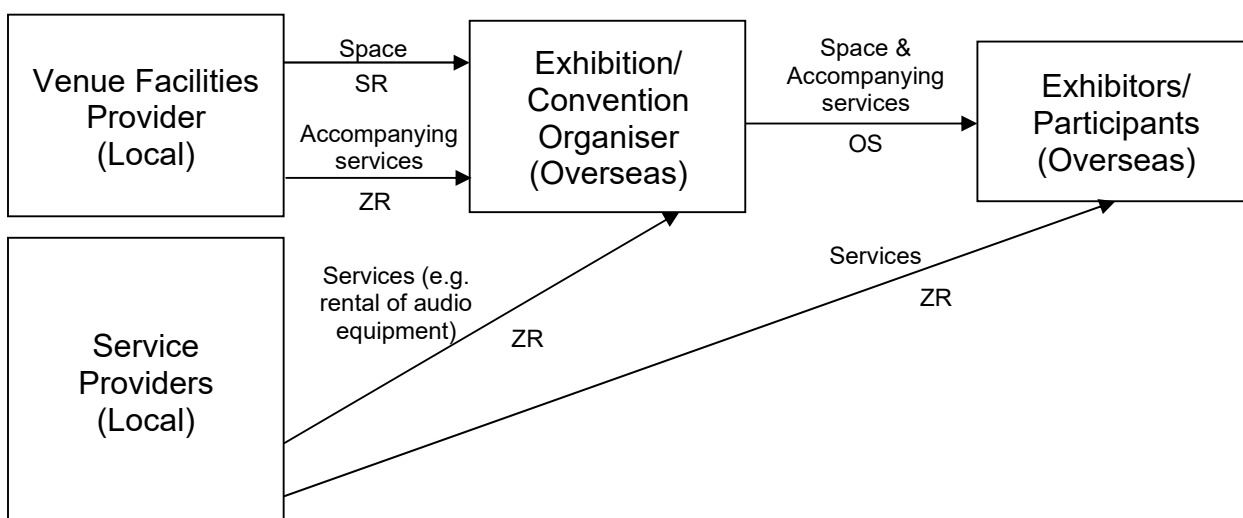 Venue Facilities
Provider
(Local)
Space
SR
Accompanying
services
ZR
Exhibition/
Convention
Organiser
(Overseas)
Space &
Accompanying
services
OS
Exhibitors/
Participants
(Overseas)
Service
Providers
(Local)
Services (e.g.
rental of audio
equipment)
ZR
Services
ZR